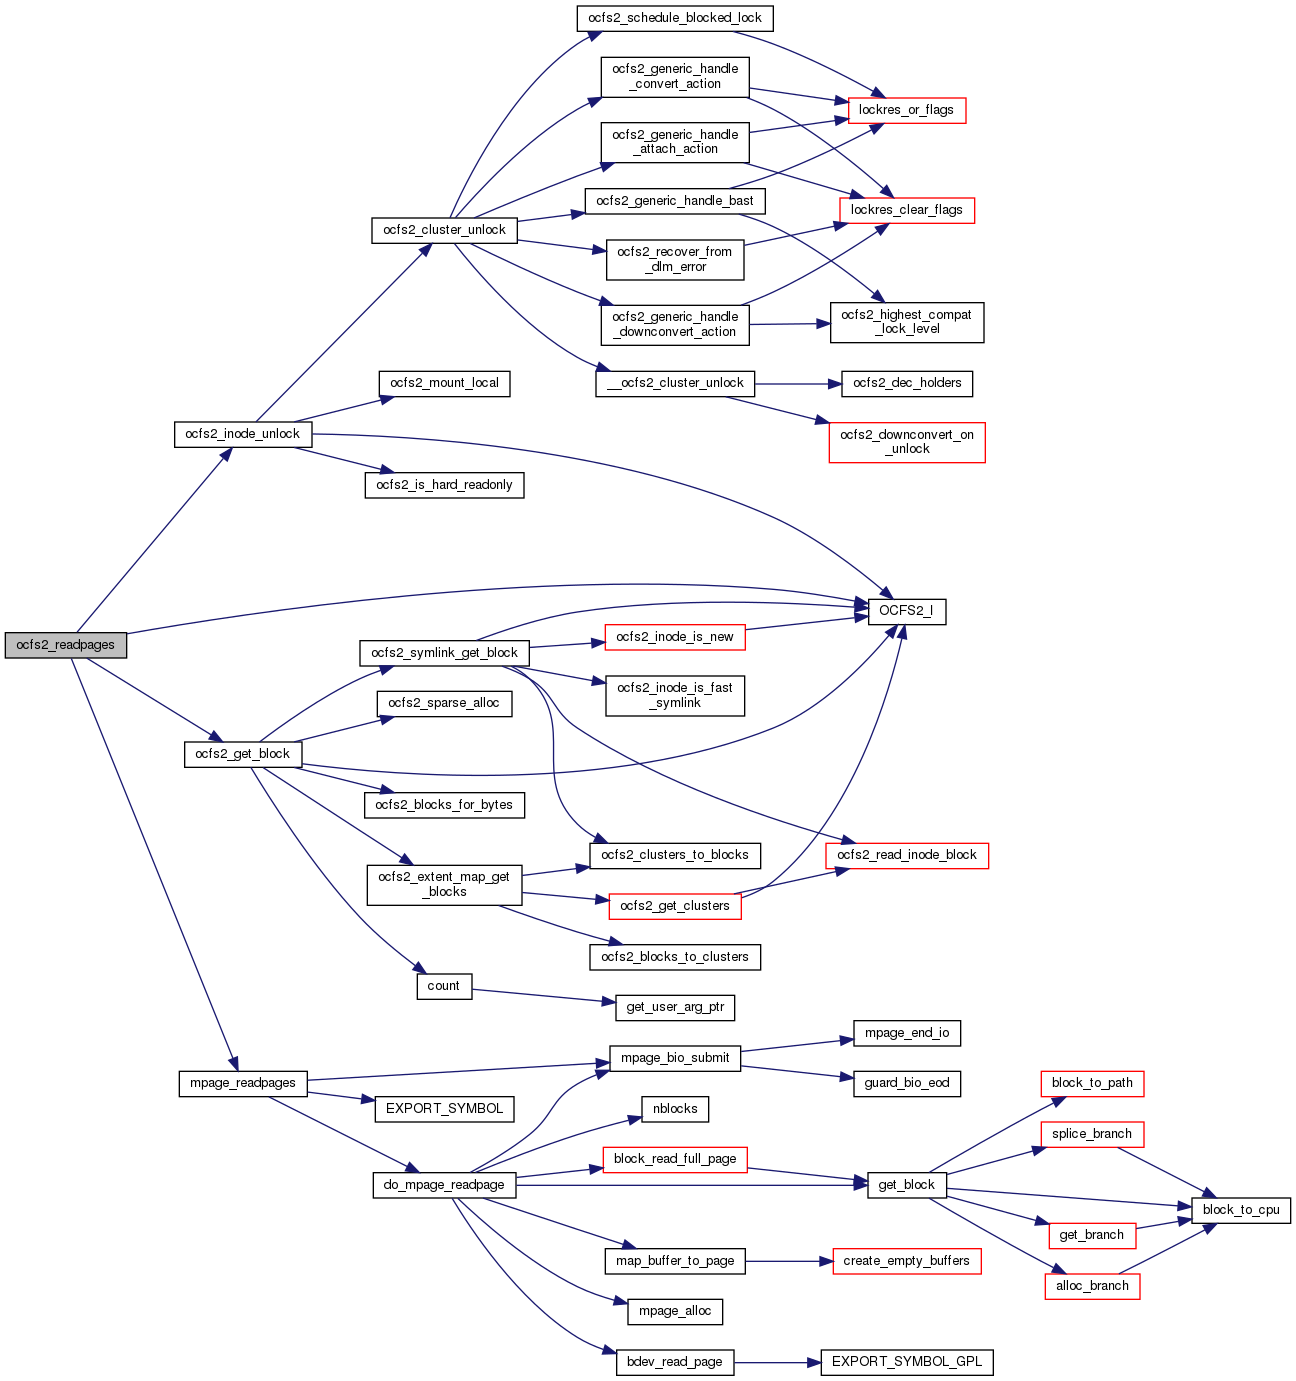 ocfs2_schedule_blocked_lock
ocfs2_generic_handle
_convert_action
lockres_or_flags
ocfs2_generic_handle
_attach_action
ocfs2_generic_handle_bast
lockres_clear_flags
ocfs2_cluster_unlock
ocfs2_recover_from
_dlm_error
ocfs2_generic_handle
_downconvert_action
ocfs2_highest_compat
_lock_level
ocfs2_mount_local
__ocfs2_cluster_unlock
ocfs2_dec_holders
ocfs2_inode_unlock
ocfs2_downconvert_on
_unlock
ocfs2_is_hard_readonly
OCFS2_I
ocfs2_readpages
ocfs2_symlink_get_block
ocfs2_inode_is_new
ocfs2_inode_is_fast
_symlink
ocfs2_sparse_alloc
ocfs2_get_block
ocfs2_blocks_for_bytes
ocfs2_clusters_to_blocks
ocfs2_read_inode_block
ocfs2_extent_map_get
_blocks
ocfs2_get_clusters
ocfs2_blocks_to_clusters
count
get_user_arg_ptr
mpage_end_io
mpage_bio_submit
mpage_readpages
guard_bio_eod
block_to_path
EXPORT_SYMBOL
nblocks
splice_branch
block_read_full_page
do_mpage_readpage
get_block
block_to_cpu
get_branch
map_buffer_to_page
create_empty_buffers
alloc_branch
mpage_alloc
bdev_read_page
EXPORT_SYMBOL_GPL